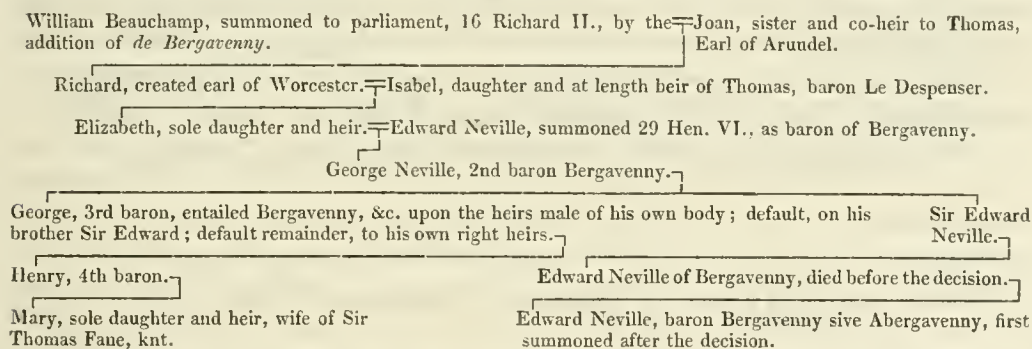 William Beauchamp, summoned to parliament, 16 Richard II., by the
addition of de Bergavenny.
Joan, sister and co-heir to Thomas,
Earl of Arundel.
Richard, created earl of Worcester. Isabel, daughter and at length heir of Thomas, baron Le Despenser.
Elizabeth, sole daughter and heir. Edward Neville, summoned 29 Hen. VI., as baron of Bergavenny.
George Neville, 2nd baron Bergavenny.
George, 3rd baron, entailed Bergavenny, &c. upon the heirs male of his own body; default, on his
brother Sir Edward; default remainder, to his own right heirs.
Sir Edward
Neville.
Henry, 4th baron.
Edward Neville of Bergavenny, died before the decision.
Mary, sole daughter and heir, wife of Sir
Thomas Fane, knt.
Edward Neville, baron Bergavenny sive Abergavenny, first
summoned after the decision.